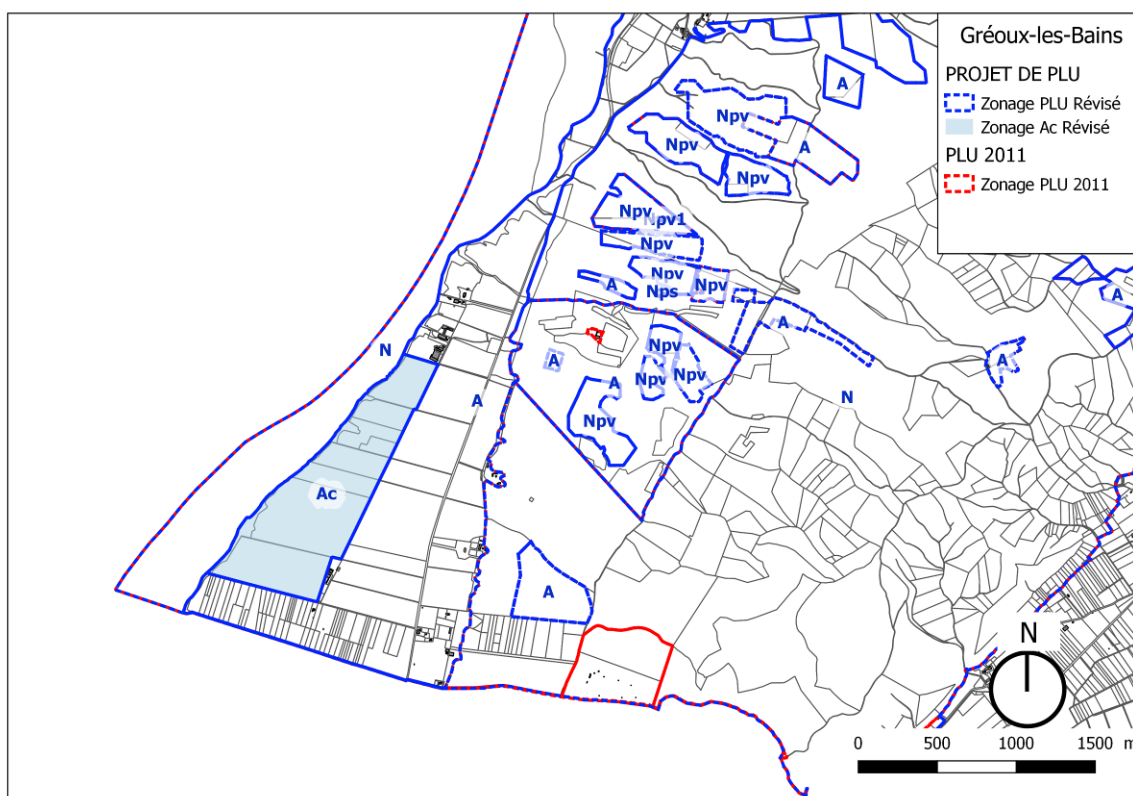 Gréoux-les-Bains
PROJET DE PLU
Zonage PLU Révisé
Zonage Ac Révisé
PLU 2011
Zonage PLU 2011
A
Npv
A
Npv
Npv
Npv
Npv1
Npv
Npv
Npv
A
Nps
A
A
Npv
N
A
A
Npv
Npv
A
N
A
Npv
Ac
A
N
0 500 1000 1500 m